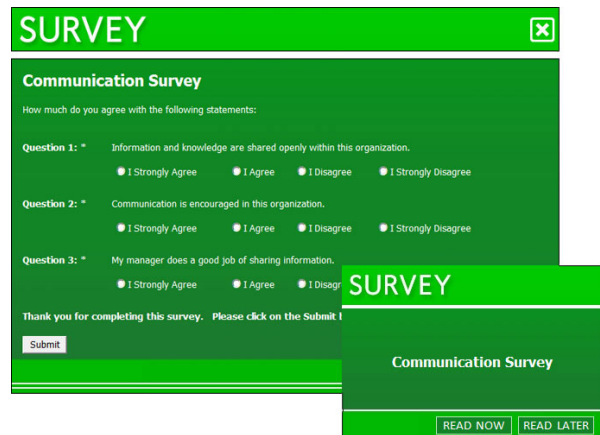 SURVEY
Communication Survey
How much do you agree with the following statements:
Question 1: * Information and knowledge are shared openly within this organization.
I Strongly Agree I Agree I Disagree I Strongly Disagree
Question 2: * Communication is encouraged in this organization.
I Strongly Agree I Agree I Disagree I Strongly Disagree
Question 3: * My manager does a good job of sharing information.
I Strongly Agree I Agree
Thank you for completing this survey. Please click on the Submit
Submit
SURVEY
Communication Survey
READ NOW READ LATER